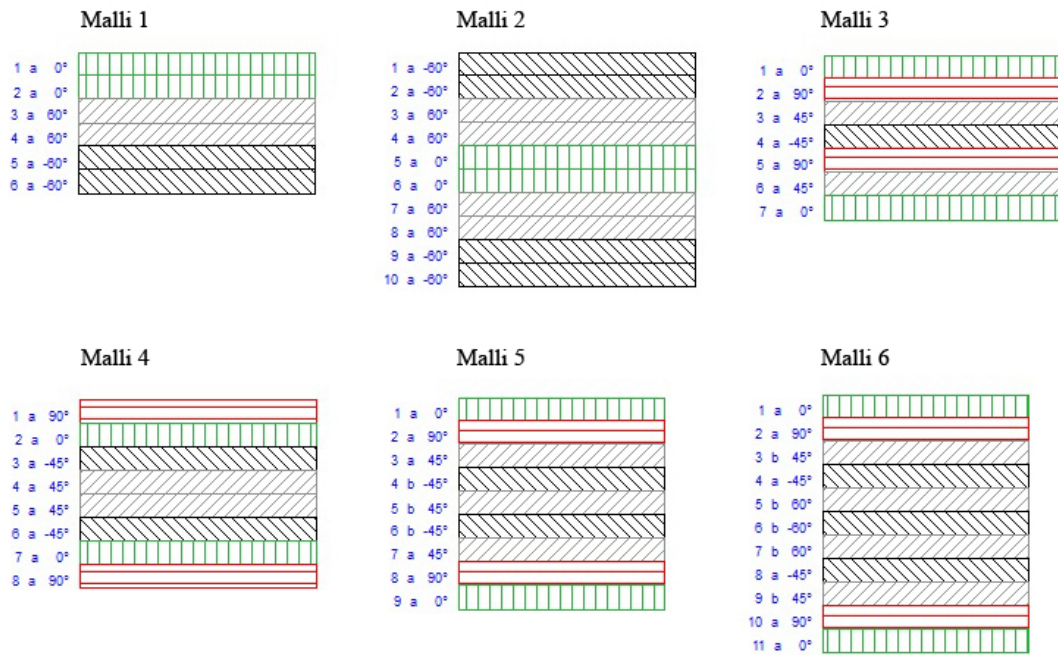 Malli 1
1 a 0°
2 a 0°
3 a 60°
4 a 60°
5 a -60°
6 a -60°
Malli 2
1 a -60°
2 a -60°
3 a 60°
4 a 60°
5 a 0°
6 a 0°
7 a 60°
8 a 60°
9 a -60°
10 a -60°
Malli 3
1 a 0°
2 a 90°
3 a 45°
4 a -45°
5 a 90°
6 a 45°
7 a 0°
Malli 4
1 a 90°
2 a 0°
3 a -45°
4 a 45°
5 a 45°
6 a -45°
7 a 0°
8 a 90°
Malli 5
1 a 0°
2 a 90°
3 a 45°
4 b -45°
5 b 45°
6 b -45°
7 a 45°
8 a 90°
9 a 0°
Malli 6
1 a 0°
2 a 90°
3 b 45°
4 a -45°
5 b 60°
6 b -60°
7 b 60°
8 a -45°
9 b 45°
10 a 90°
11 a 0°